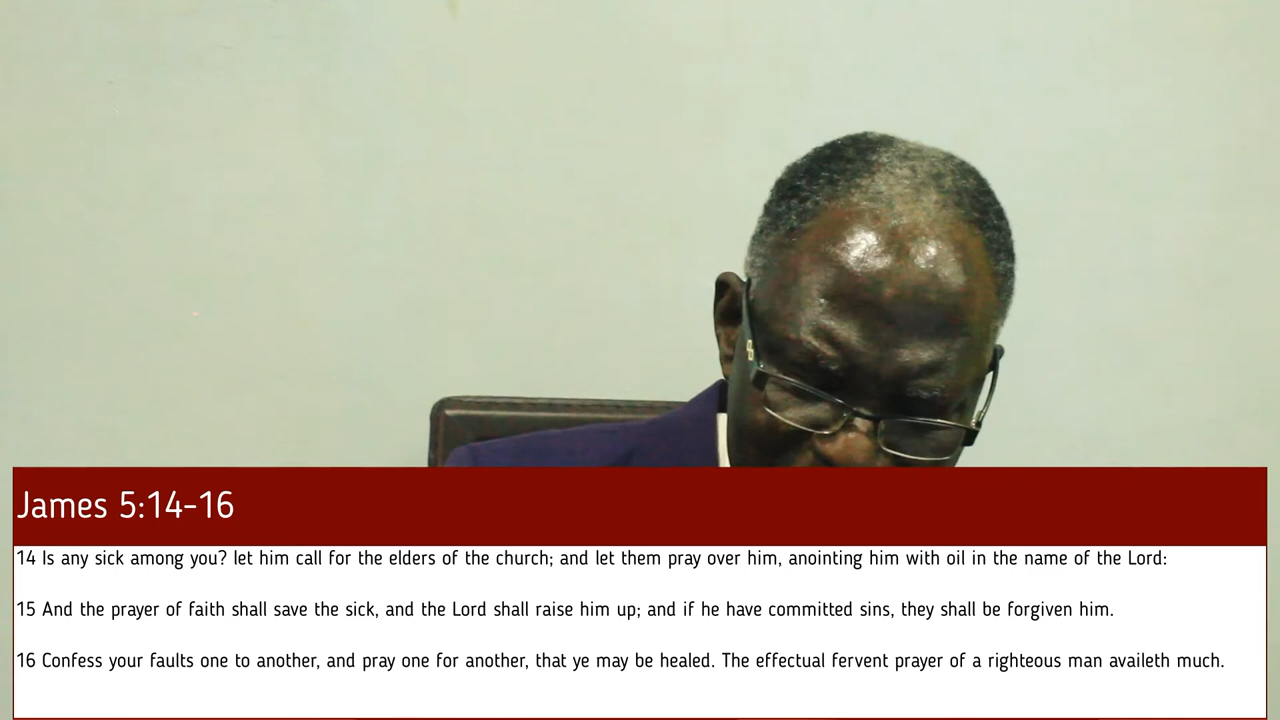 James 5:14-16
14 Is any sick among you? let him call for the elders of the church; and let them pray over him, anointing him with oil in the name of the Lord:
15 And the prayer of faith shall save the sick, and the Lord shall raise him up; and if he have committed sins, they shall be forgiven him.
16 Confess your faults one to another, and pray one for another, that ye may be healed. The effectual fervent prayer of a righteous man availeth much.